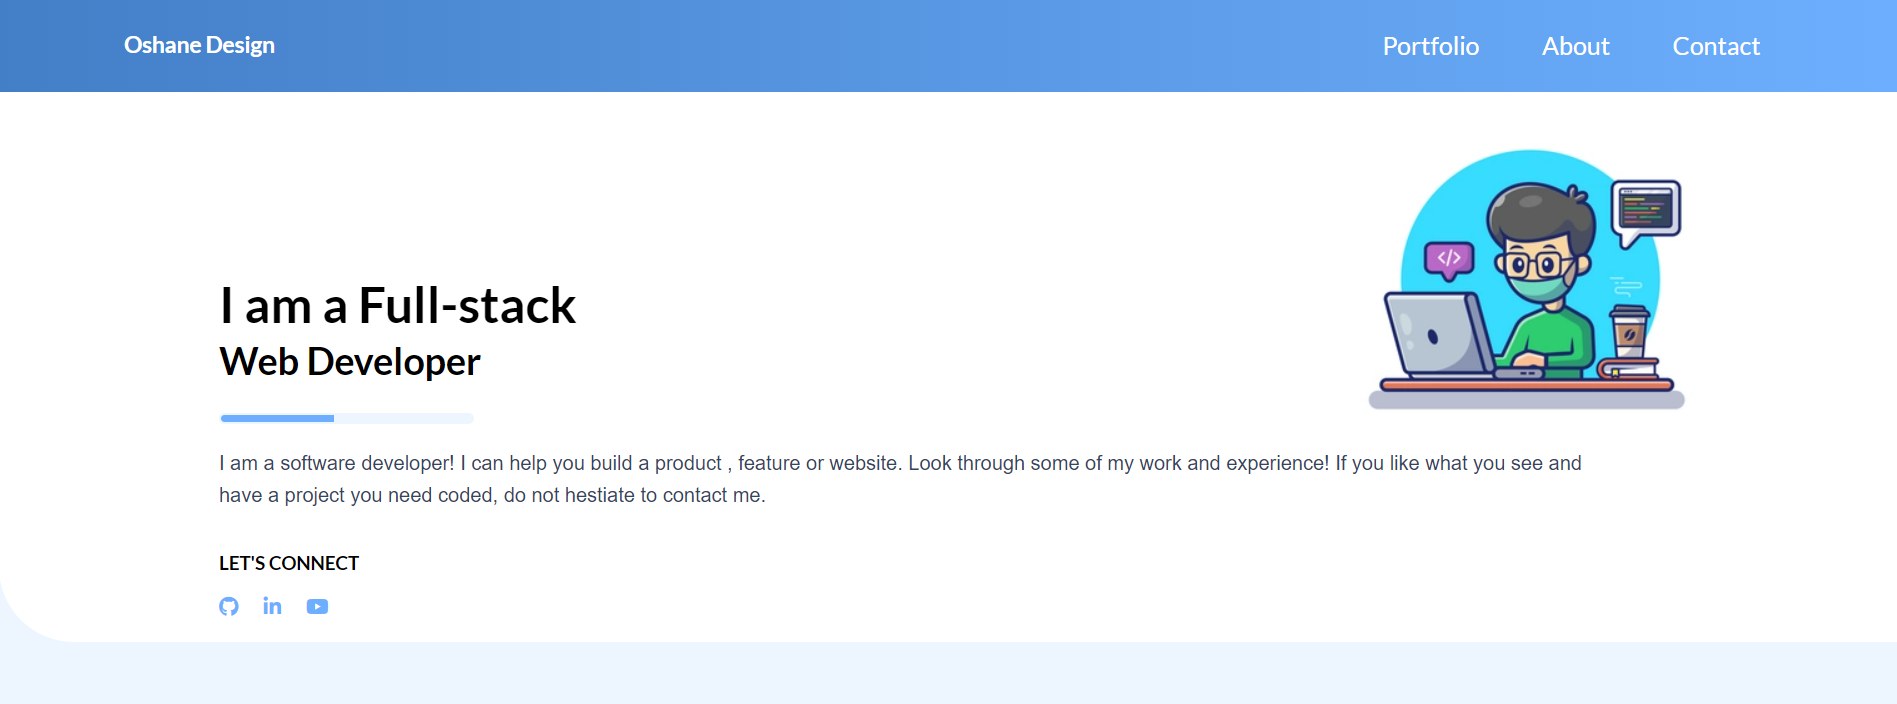 Oshane Design
Portfolio
About
Contact
</>
I am a Full-stack
Web Developer
I am a software developer! I can help you build a product , feature or website. Look through some of my work and experience! If you like what you see and
have a project you need coded, do not hestiate to contact me.
LET'S CONNECT
in